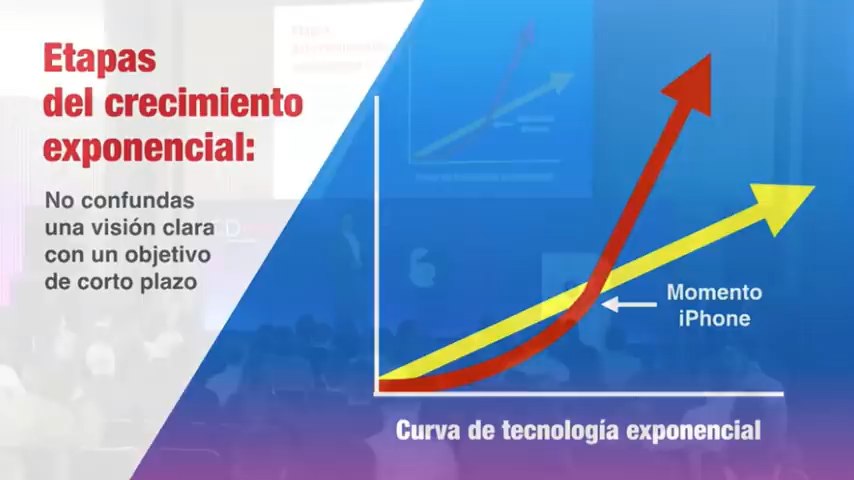 Etapas
del crecimiento
exponencial:
No confundas
una visión clara
con un objetivo
de corto plazo
Momento
iPhone
Curva de tecnología exponencial